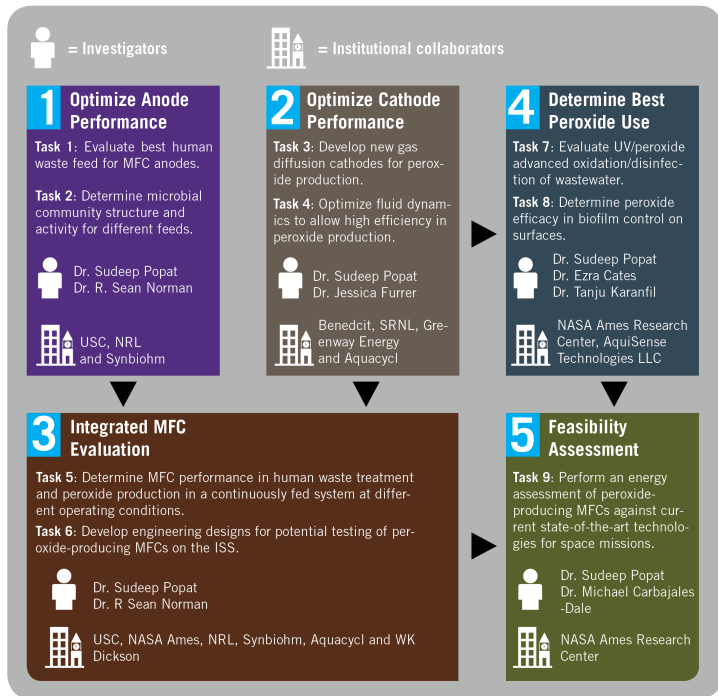 = Investigators
= Institutional collaborators
1
Optimize Anode
Performance
Task 1: Evaluate best human
waste feed for MFC anodes.
Task 2: Determine microbial
community structure and
activity for different feeds.
Dr. Sudeep Popat
Dr. R. Sean Norman
USC, NRL
and Synbiohm
2
Optimize Cathode
Performance
Task 3: Develop new gas
diffusion cathodes for perox-
ide production.
Task 4: Optimize fluid dynam-
ics to allow high efficiency in
peroxide production.
Dr. Sudeep Popat
Dr. Jessica Furrer
Benedcit, SRNL, Gre-
enway Energy
and Aquacycl
4
Determine Best
Peroxide Use
Task 7: Evaluate UV/peroxide
advanced oxidation/disinfec-
tion of wastewater.
Task 8: Determine peroxide
efficacy in biofilm control on
surfaces.
Dr. Sudeep Popat
Dr. Ezra Cates
Dr. Tanju Karanfil
NASA Ames Research
Center, AquiSense
Technologies LLC
3
Integrated MFC
Evaluation
Task 5: Determine MFC performance in human waste treatment
and peroxide production in a continuously fed system at differ-
ent operating conditions.
Task 6: Develop engineering designs for potential testing of per-
oxide-producing MFCs on the ISS.
Dr. Sudeep Popat
Dr. R Sean Norman
USC, NASA Ames, NRL, Synbiohm, Aquacycl and WK
Dickson
5
Feasibility
Assessment
Task 9: Perform an energy
assessment of peroxide-
producing MFCs against cur-
rent state-of-the-art technolo-
gies for space missions.
Dr. Sudeep Popat
Dr. Michael Carbajales
-Dale
NASA Ames Research
Center